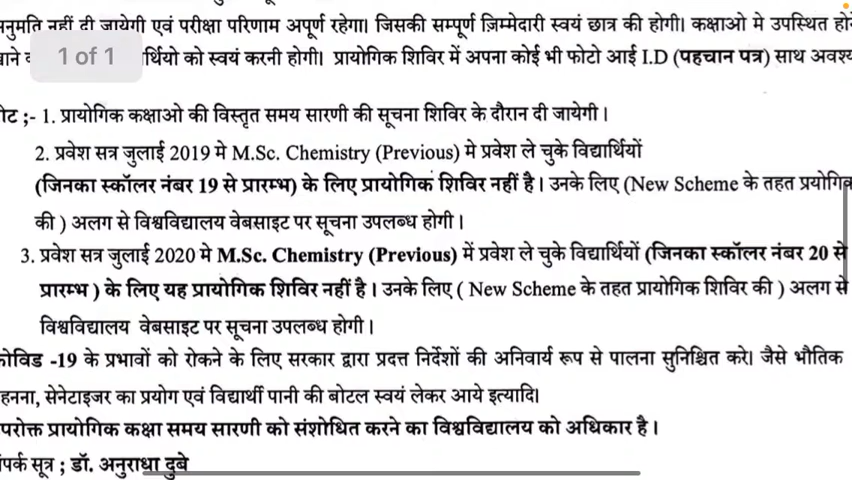 नुमति नहीं दी जायेगी एवं परीक्षा परिणाम अपूर्ण रहेगा। जिसकी सम्पूर्ण ज़िम्मेदारी स्वयं छात्र की होगी। कक्षाओ मे उपस्थित होने
1 of 1
र्थियो को स्वयं करनी होगी। प्रायोगिक शिविर में अपना कोई भी फोटो आई I.D (पहचान पत्र) साथ अवश्य
ोट ;- 1. प्रायोगिक कक्षाओ की विस्तृत समय सारणी की सूचना शिविर के दौरान दी जायेगी।
2. प्रवेश सत्र जुलाई 2019 मे M.Sc. Chemistry (Previous) मे प्रवेश ले चुके विद्यार्थियों
(जिनका स्कॉलर नंबर 19 से प्रारम्भ) के लिए प्रायोगिक शिविर नहीं है। उनके लिए (New Scheme के तहत प्रयोगिक
की ) अलग से विश्वविद्यालय वेबसाइट पर सूचना उपलब्ध होगी।
3. प्रवेश सत्र जुलाई 2020 मे M.Sc. Chemistry (Previous) में प्रवेश ले चुके विद्यार्थियों (जिनका स्कॉलर नंबर 20 से
प्रारम्भ ) के लिए यह प्रायोगिक शिविर नहीं है। उनके लिए ( New Scheme के तहत प्रायोगिक शिविर की ) अलग से
विश्वविद्यालय वेबसाइट पर सूचना उपलब्ध होगी।
कोविड -19 के प्रभावों को रोकने के लिए सरकार द्वारा प्रदत्त निर्देशों की अनिवार्य रूप से पालना सुनिश्चित करे। जैसे भौतिक
हनना, सेनेटाइजर का प्रयोग एवं विद्यार्थी पानी की बोटल स्वयं लेकर आये इत्यादि।
परोक्त प्रायोगिक कक्षा समय सारणी को संशोधित करने का विश्वविद्यालय को अधिकार है।
ंपर्क सूत्र ; डॉ. अनुराधा दुबे